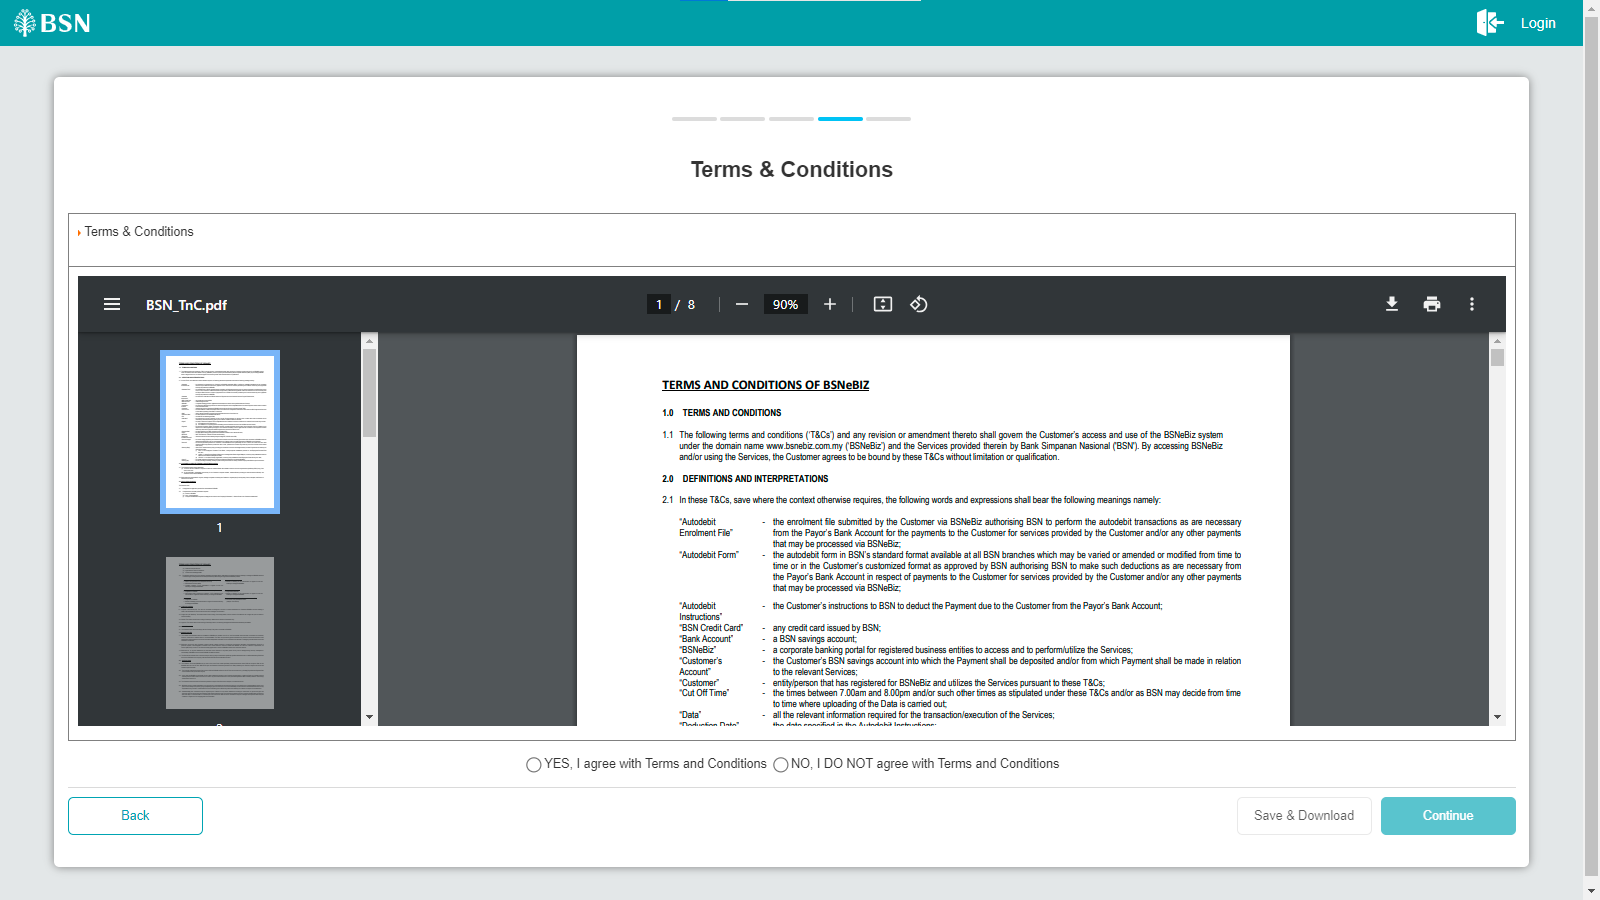 BSN
Login
Terms & Conditions
Terms & Conditions
BSN_TnC.pdf
1 / 8
90%
1
TERMS AND CONDITIONS OF BSNeBIZ
1.0 TERMS AND CONDITIONS
1.1 The following terms and conditions ('T&Cs') and any revision or amendment thereto shall govern the Customer's access and use of the BSNeBiz system
under the domain name www.bsnebiz.com.my ('BSNeBiz') and the Services provided therein by Bank Simpanan Nasional ('BSN'). By accessing BSNeBiz
and/or using the Services, the Customer agrees to be bound by these T&Cs without limitation or qualification.
2.0 DEFINITIONS AND INTERPRETATIONS
2.1 In these T&Cs, save where the context otherwise requires, the following words and expressions shall bear the following meanings namely:
"Autodebit - the enrolment file submitted by the Customer via BSNeBiz authorising BSN to perform the autodebit transactions as are necessary
Enrolment File" from the Payor's Bank Account for the payments to the Customer for services provided by the Customer and/or any other payments
that may be processed via BSNeBiz;
"Autodebit Form" - the autodebit form in BSN's standard format available at all BSN branches which may be varied or amended or modified from time to
time or in the Customer's customized format as approved by BSN authorising BSN to make such deductions as are necessary from
the Payor's Bank Account in respect of payments to the Customer for services provided by the Customer and/or any other payments
that may be processed via BSNeBiz;
"Autodebit - the Customer's instructions to BSN to deduct the Payment due to the Customer from the Payor's Bank Account;
Instructions"
"BSN Credit Card" - any credit card issued by BSN;
"Bank Account" - a BSN savings account;
"BSNeBiz" - a corporate banking portal for registered business entities to access and to perform/utilize the Services;
"Customer's - the Customer's BSN savings account into which the Payment shall be deposited and/or from which Payment shall be made in relation
Account" to the relevant Services;
"Customer" - entity/person that has registered for BSNeBiz and utilizes the Services pursuant to these T&Cs;
"Cut Off Time" - the times between 7.00am and 8.00pm and/or such other times as stipulated under these T&Cs and/or as BSN may decide from time
to time where uploading of the Data is carried out;
"Data" - all the relevant information required for the transaction/execution of the Services;
"Deduction Date" - the date specified in the Autodebit Instructions;
YES, I agree with Terms and Conditions NO, I DO NOT agree with Terms and Conditions
Back
Save & Download
Continue